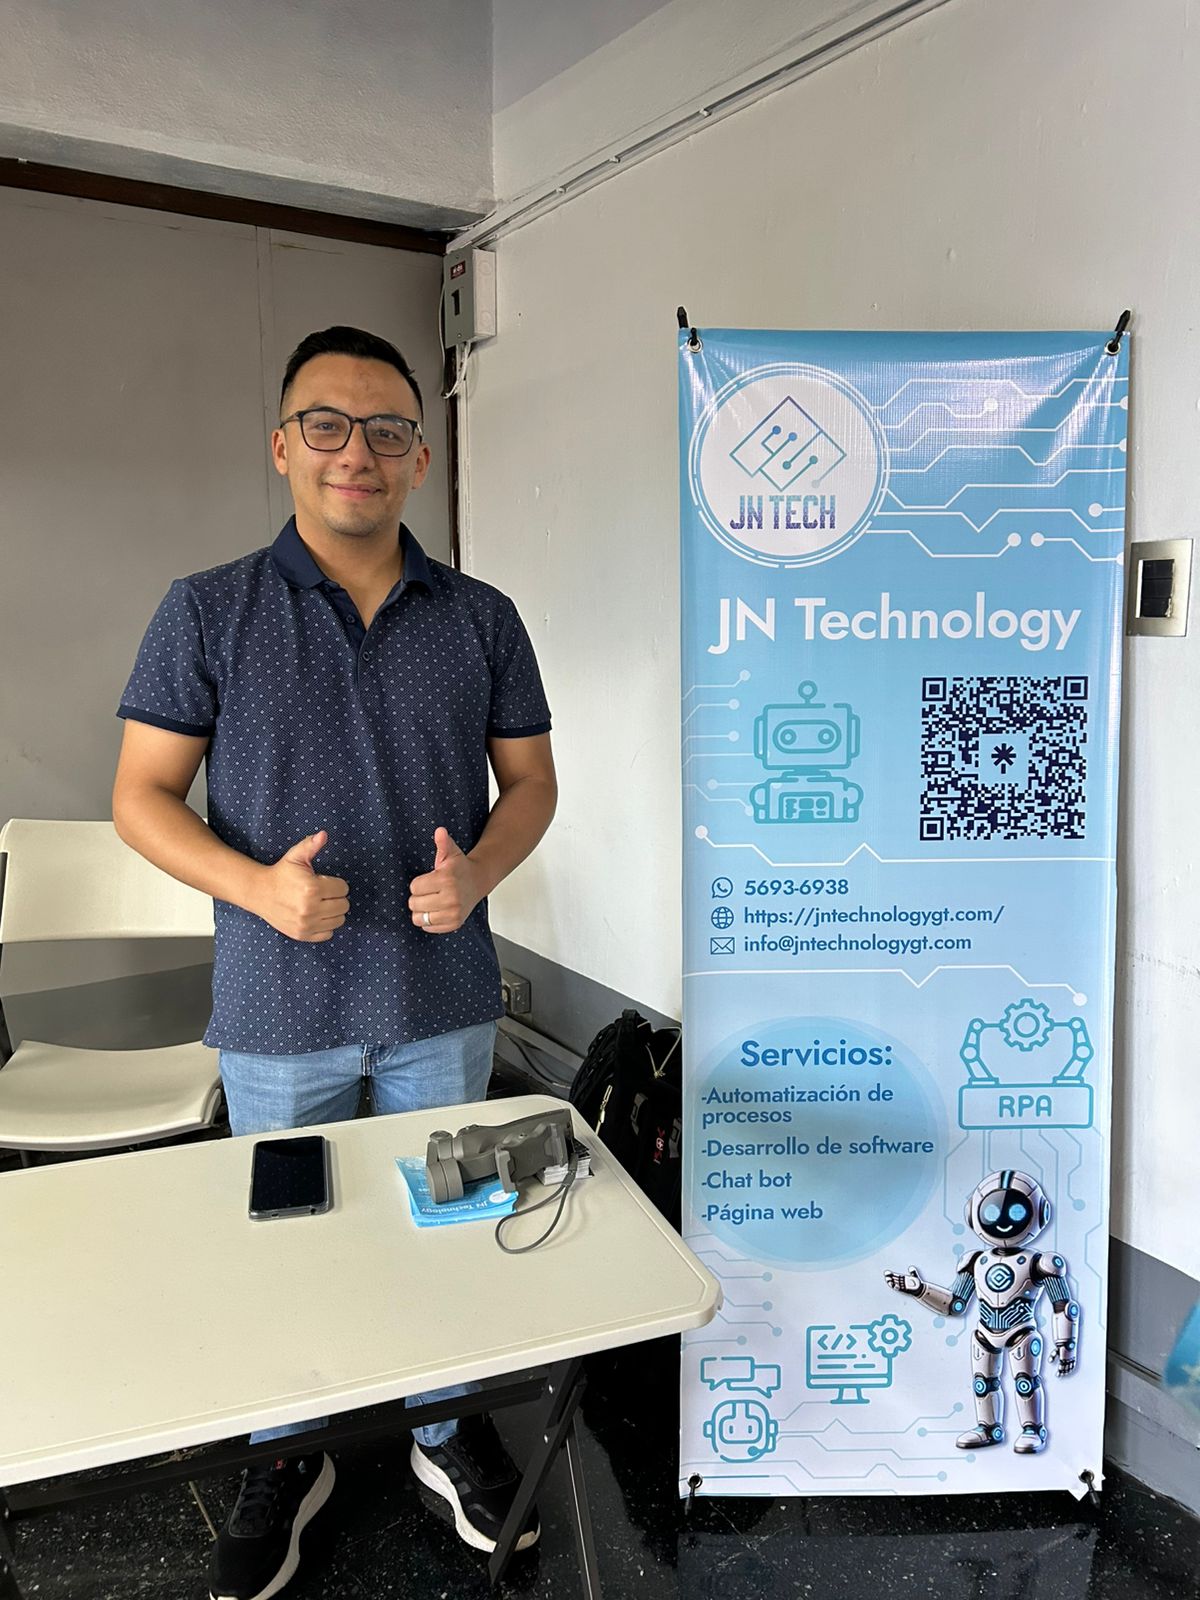 JN TECH
JN Technology
5693-6938
https://jntechnologygt.com/
info@jntechnologygt.com
Servicios:
-Automatización de
procesos
-Desarrollo de software
-Chat bot
-Página web
RPA
</>
JN Technology